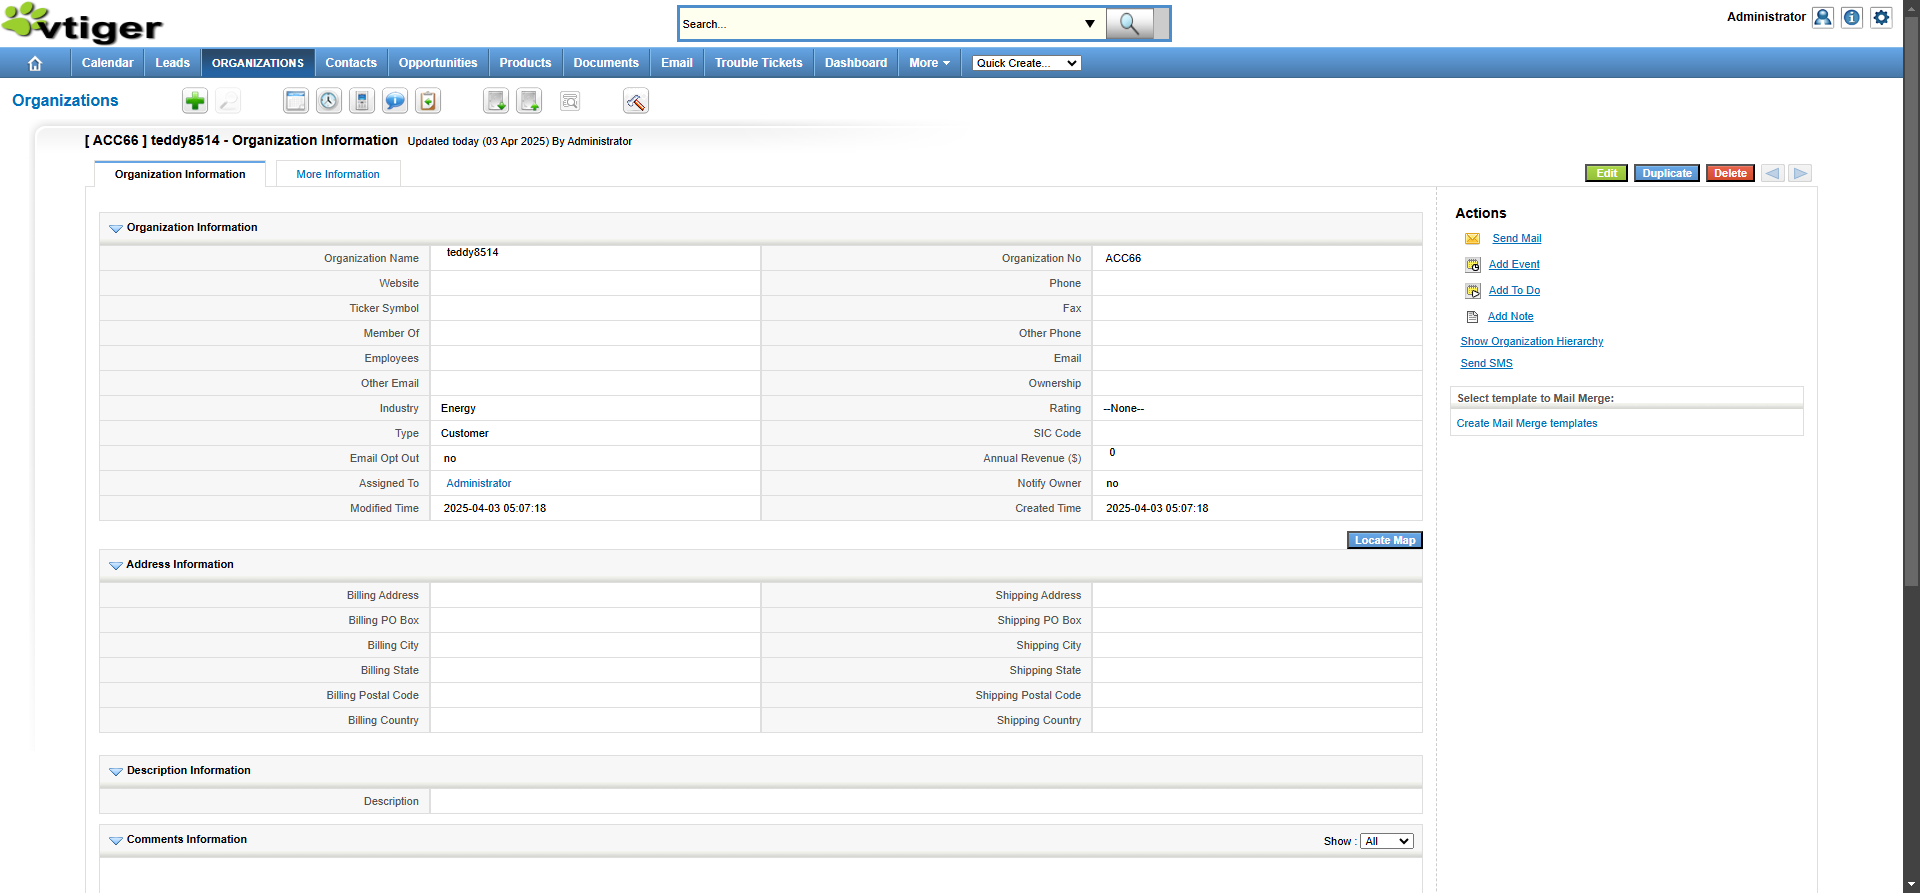 vtiger
Search...
Administrator
Calendar Leads ORGANIZATIONS Contacts Opportunities Products Documents Email Trouble Tickets Dashboard More Quick Create...
Organizations
[ ACC66 ] teddy8514 - Organization Information Updated today (03 Apr 2025) By Administrator
Organization Information More Information
Edit Duplicate Delete
Organization Information
Organization Name teddy8514 Organization No ACC66
Website Phone
Ticker Symbol Fax
Member Of Other Phone
Employees Email
Other Email Ownership
Industry Energy Rating --None--
Type Customer SIC Code
Email Opt Out no Annual Revenue ($) 0
Assigned To Administrator Notify Owner no
Modified Time 2025-04-03 05:07:18 Created Time 2025-04-03 05:07:18
Locate Map
Address Information
Billing Address Shipping Address
Billing PO Box Shipping PO Box
Billing City Shipping City
Billing State Shipping State
Billing Postal Code Shipping Postal Code
Billing Country Shipping Country
Description Information
Description
Comments Information Show : All
Actions
Send Mail
Add Event
Add To Do
Add Note
Show Organization Hierarchy
Send SMS
Select template to Mail Merge:
Create Mail Merge templates